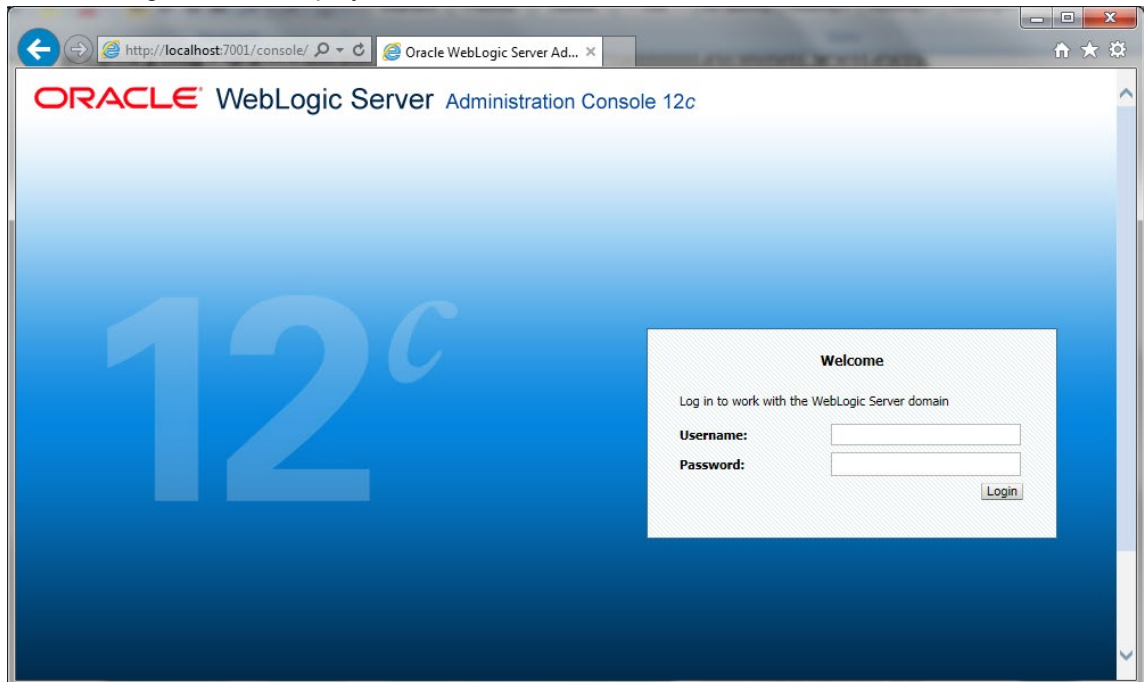 http://localhost:7001/console/
Oracle WebLogic Server Ad...
ORACLE WebLogic Server Administration Console 12c
12c
Welcome
Log in to work with the WebLogic Server domain
Username:
Password:
Login